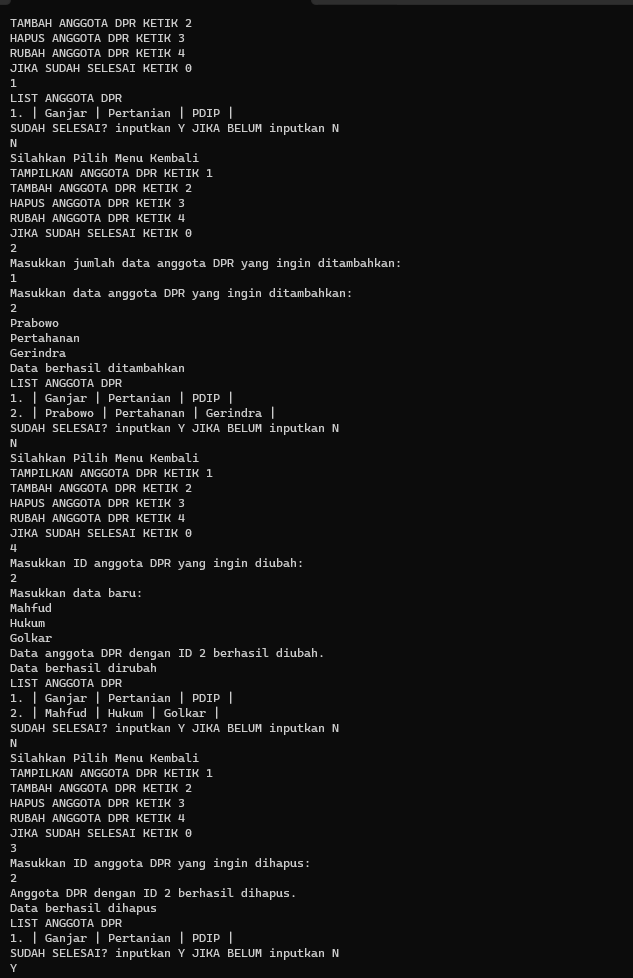 TAMBAH ANGGOTA DPR KETIK 2
HAPUS ANGGOTA DPR KETIK 3
RUBAH ANGGOTA DPR KETIK 4
JIKA SUDAH SELESAI KETIK 0
1
LIST ANGGOTA DPR
1. | Ganjar | Pertanian | PDIP |
SUDAH SELESAI? inputkan Y JIKA BELUM inputkan N
N
Silahkan Pilih Menu Kembali
TAMPILKAN ANGGOTA DPR KETIK 1
TAMBAH ANGGOTA DPR KETIK 2
HAPUS ANGGOTA DPR KETIK 3
RUBAH ANGGOTA DPR KETIK 4
JIKA SUDAH SELESAI KETIK 0
2
Masukkan jumlah data anggota DPR yang ingin ditambahkan:
1
Masukkan data anggota DPR yang ingin ditambahkan:
2
Prabowo
Pertahanan
Gerindra
Data berhasil ditambahkan
LIST ANGGOTA DPR
1. | Ganjar | Pertanian | PDIP |
2. | Prabowo | Pertahanan | Gerindra |
SUDAH SELESAI? inputkan Y JIKA BELUM inputkan N
N
Silahkan Pilih Menu Kembali
TAMPILKAN ANGGOTA DPR KETIK 1
TAMBAH ANGGOTA DPR KETIK 2
HAPUS ANGGOTA DPR KETIK 3
RUBAH ANGGOTA DPR KETIK 4
JIKA SUDAH SELESAI KETIK 0
4
Masukkan ID anggota DPR yang ingin diubah:
2
Masukkan data baru:
Mahfud
Hukum
Golkar
Data anggota DPR dengan ID 2 berhasil diubah.
Data berhasil dirubah
LIST ANGGOTA DPR
1. | Ganjar | Pertanian | PDIP |
2. | Mahfud | Hukum | Golkar |
SUDAH SELESAI? inputkan Y JIKA BELUM inputkan N
N
Silahkan Pilih Menu Kembali
TAMPILKAN ANGGOTA DPR KETIK 1
TAMBAH ANGGOTA DPR KETIK 2
HAPUS ANGGOTA DPR KETIK 3
RUBAH ANGGOTA DPR KETIK 4
JIKA SUDAH SELESAI KETIK 0
3
Masukkan ID anggota DPR yang ingin dihapus:
2
Anggota DPR dengan ID 2 berhasil dihapus.
Data berhasil dihapus
LIST ANGGOTA DPR
1. | Ganjar | Pertanian | PDIP |
SUDAH SELESAI? inputkan Y JIKA BELUM inputkan N
Y